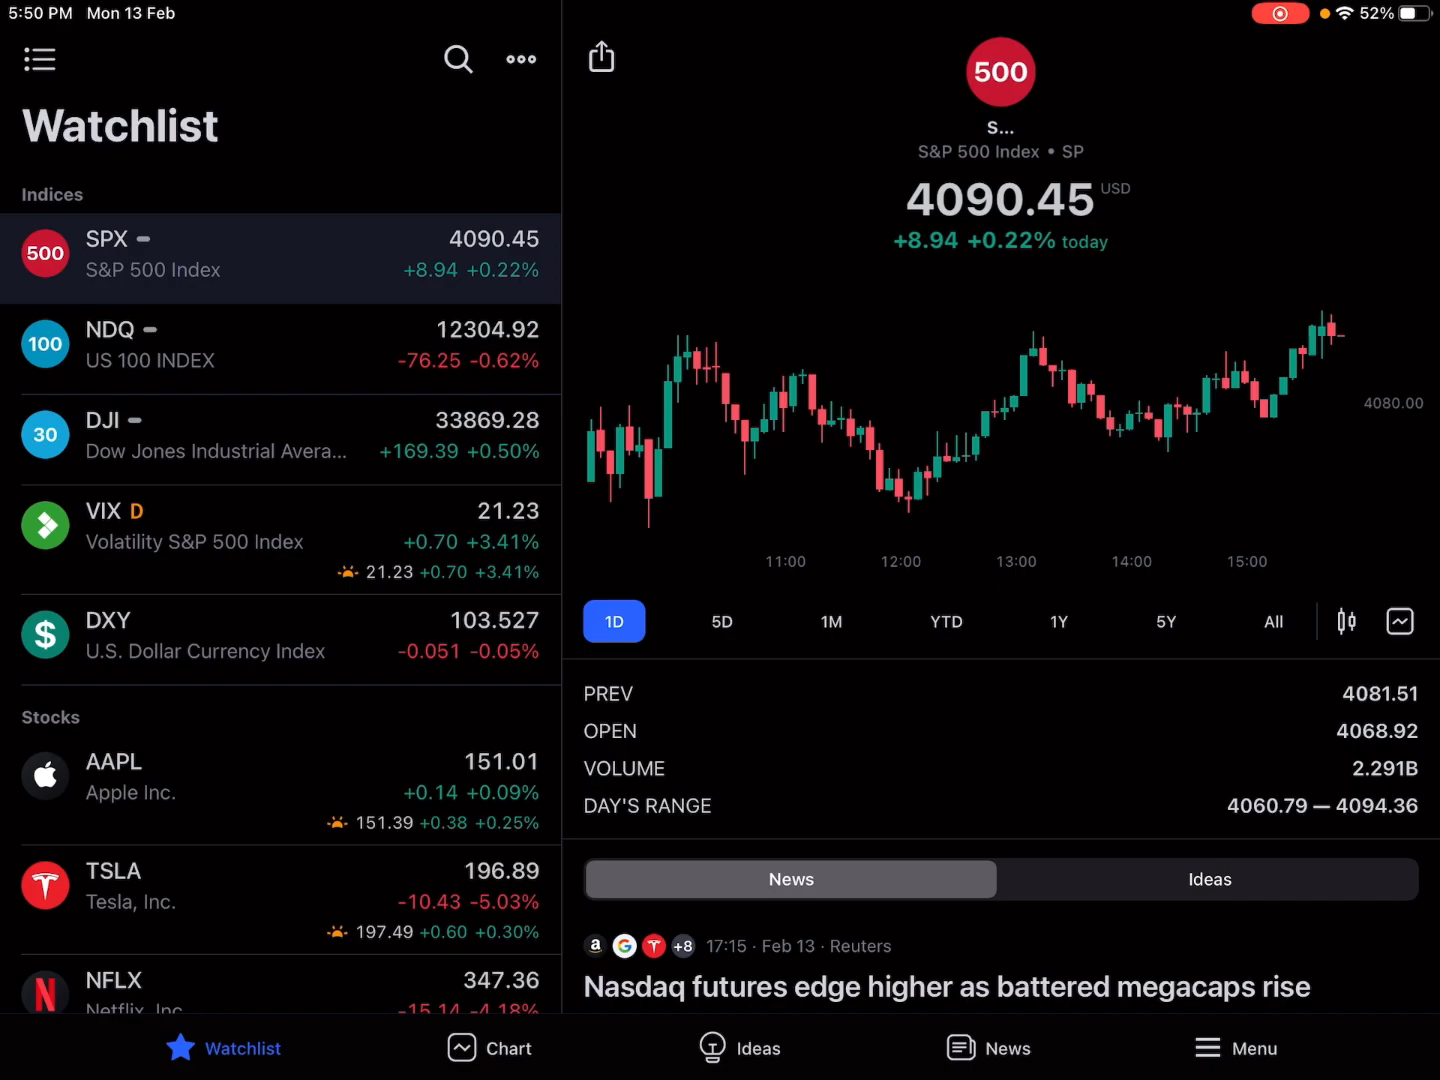 5:50 PM Mon 13 Feb
52%
Watchlist
Indices
500
SPX
4090.45
S&P 500 Index
+8.94 +0.22%
100
NDQ
12304.92
US 100 INDEX
-76.25 -0.62%
30
DJI
33869.28
Dow Jones Industrial Avera...
+169.39 +0.50%
VIX D
21.23
Volatility S&P 500 Index
+0.70 +3.41%
21.23 +0.70 +3.41%
$
DXY
103.527
U.S. Dollar Currency Index
-0.051 -0.05%
Stocks
AAPL
151.01
Apple Inc.
+0.14 +0.09%
151.39 +0.38 +0.25%
TSLA
196.89
Tesla, Inc.
-10.43 -5.03%
197.49 +0.60 +0.30%
N
NFLX
347.36
Netflix, Inc.
-15.14 -4.18%
500
S...
S&P 500 Index • SP
4090.45 USD
+8.94 +0.22% today
4080.00
11:00 12:00 13:00 14:00 15:00
1D 5D 1M YTD 1Y 5Y All
PREV 4081.51
OPEN 4068.92
VOLUME 2.291B
DAY'S RANGE 4060.79 — 4094.36
News Ideas
a G T +8 17:15 · Feb 13 · Reuters
Nasdaq futures edge higher as battered megacaps rise
Watchlist Chart Ideas News Menu